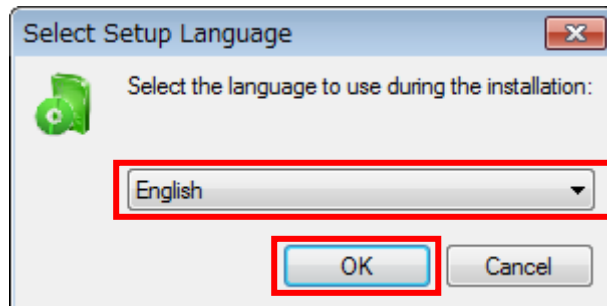 Select Setup Language
Select the language to use during the installation:
English
OK
Cancel